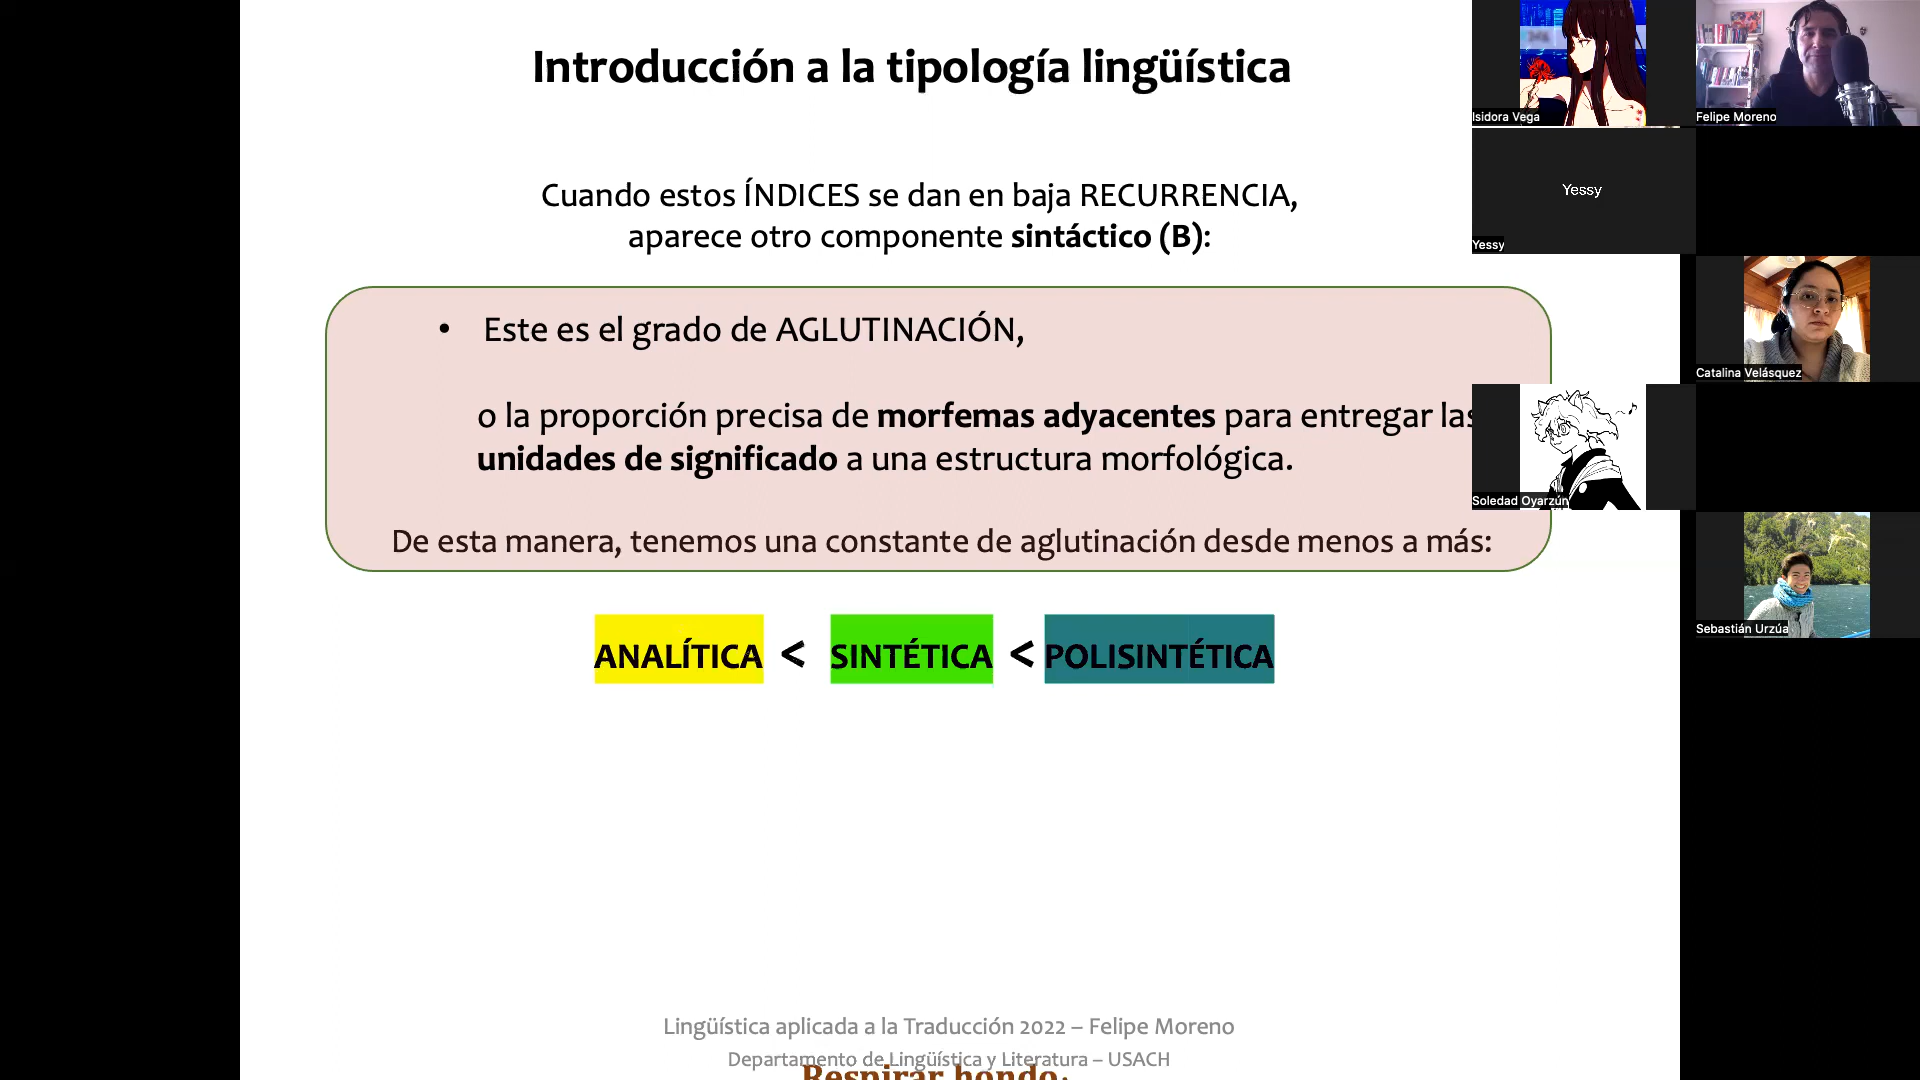 Introducción a la tipología lingüística
Cuando estos ÍNDICES se dan en baja RECURRENCIA,
aparece otro componente sintáctico (B):
• Este es el grado de AGLUTINACIÓN,
o la proporción precisa de morfemas adyacentes para entregar las
unidades de significado a una estructura morfológica.
De esta manera, tenemos una constante de aglutinación desde menos a más:
ANALÍTICA < SINTÉTICA < POLISINTÉTICA
Lingüística aplicada a la Traducción 2022 – Felipe Moreno
Departamento de Lingüística y Literatura – USACH
Respirar hondo:
Isidora Vega
Felipe Moreno
Yessy
Yessy
Catalina Velásquez
Soledad Oyarzún
Sebastián Urzúa